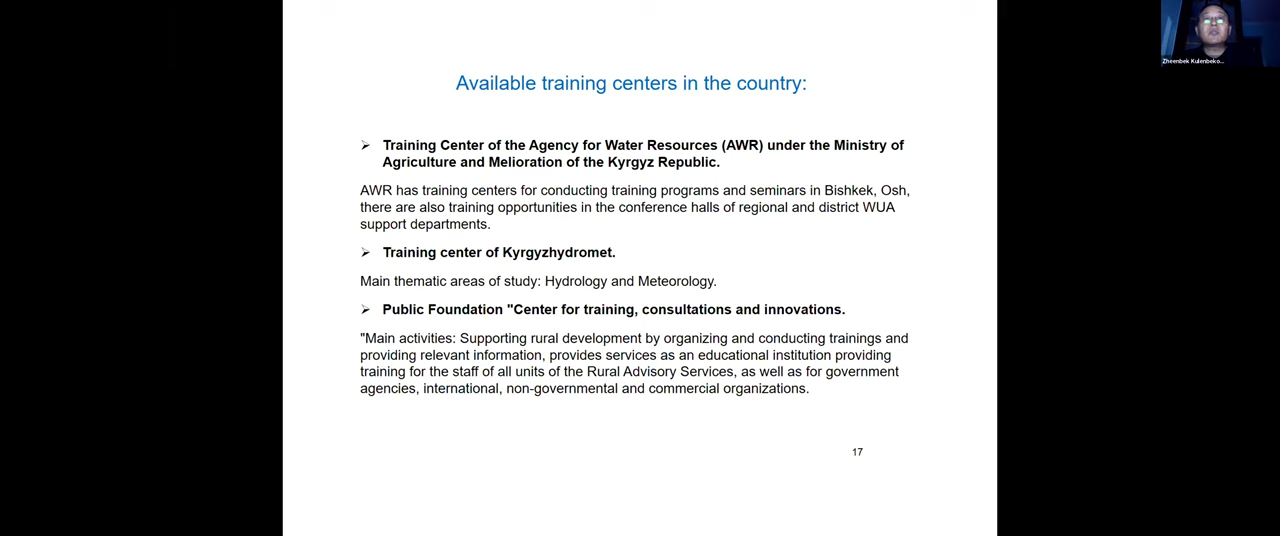 Zheenbek Kulenbeko...
Available training centers in the country:
➢ Training Center of the Agency for Water Resources (AWR) under the Ministry of
Agriculture and Melioration of the Kyrgyz Republic.
AWR has training centers for conducting training programs and seminars in Bishkek, Osh,
there are also training opportunities in the conference halls of regional and district WUA
support departments.
➢ Training center of Kyrgyzhydromet.
Main thematic areas of study: Hydrology and Meteorology.
➢ Public Foundation "Center for training, consultations and innovations.
"Main activities: Supporting rural development by organizing and conducting trainings and
providing relevant information, provides services as an educational institution providing
training for the staff of all units of the Rural Advisory Services, as well as for government
agencies, international, non-governmental and commercial organizations.
17